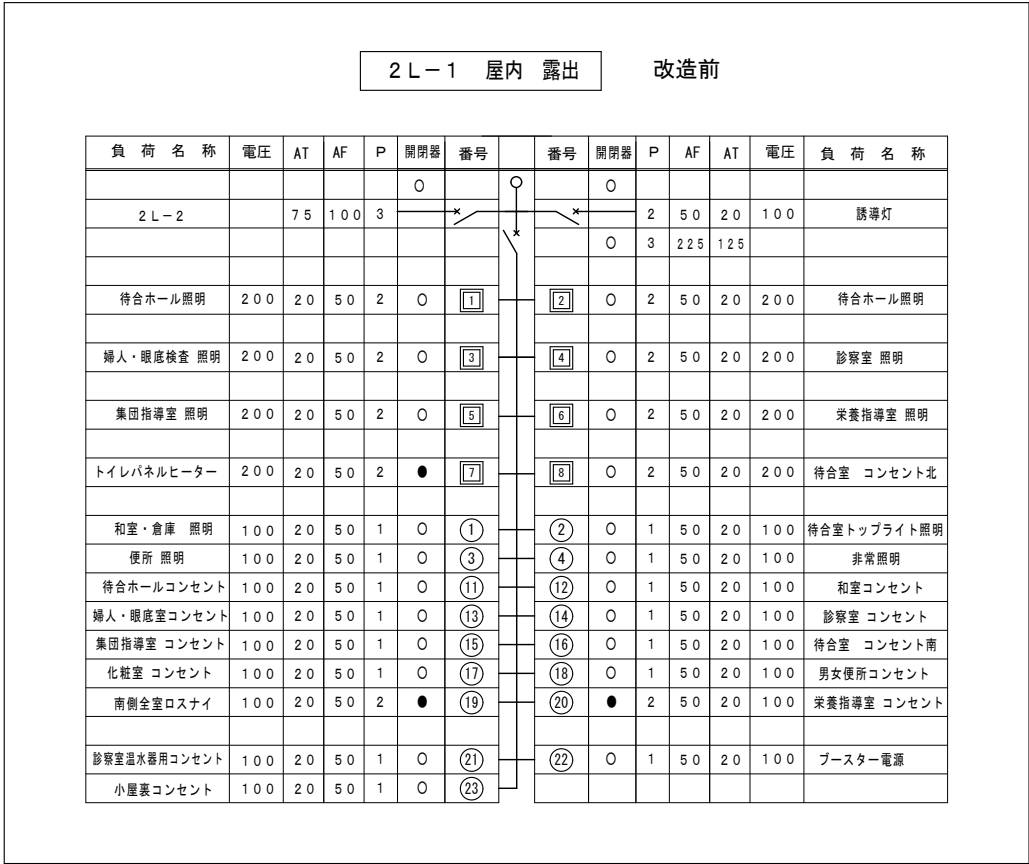 ２Ｌ－１　屋内　露出　改造前
負　荷　名　称 電圧 AT AF P 開閉器 番号 番号 開閉器 P AF AT 電圧 負　荷　名　称
○ ○
２Ｌ－２ 75 100 3 2 50 20 100 誘導灯
○ 3 225 125
待合ホール照明 200 20 50 2 ○ 1 2 ○ 2 50 20 200 待合ホール照明
婦人・眼底検査 照明 200 20 50 2 ○ 3 4 ○ 2 50 20 200 診察室 照明
集団指導室 照明 200 20 50 2 ○ 5 6 ○ 2 50 20 200 栄養指導室 照明
トイレパネルヒーター 200 20 50 2 ● 7 8 ○ 2 50 20 200 待合室　コンセント北
和室・倉庫　照明 100 20 50 1 ○ ① ② ○ 1 50 20 100 待合室トップライト照明
便所 照明 100 20 50 1 ○ ③ ④ ○ 1 50 20 100 非常照明
待合ホールコンセント 100 20 50 1 ○ ⑪ ⑫ ○ 1 50 20 100 和室コンセント
婦人・眼底室コンセント 100 20 50 1 ○ ⑬ ⑭ ○ 1 50 20 100 診察室 コンセント
集団指導室 コンセント 100 20 50 1 ○ ⑮ ⑯ ○ 1 50 20 100 待合室　コンセント南
化粧室 コンセント 100 20 50 1 ○ ⑰ ⑱ ○ 1 50 20 100 男女便所コンセント
南側全室ロスナイ 100 20 50 2 ● ⑲ ⑳ ● 2 50 20 100 栄養指導室 コンセント
診察室温水器用コンセント 100 20 50 1 ○ ㉑ ㉒ ○ 1 50 20 100 ブースター電源
小屋裏コンセント 100 20 50 1 ○ ㉓